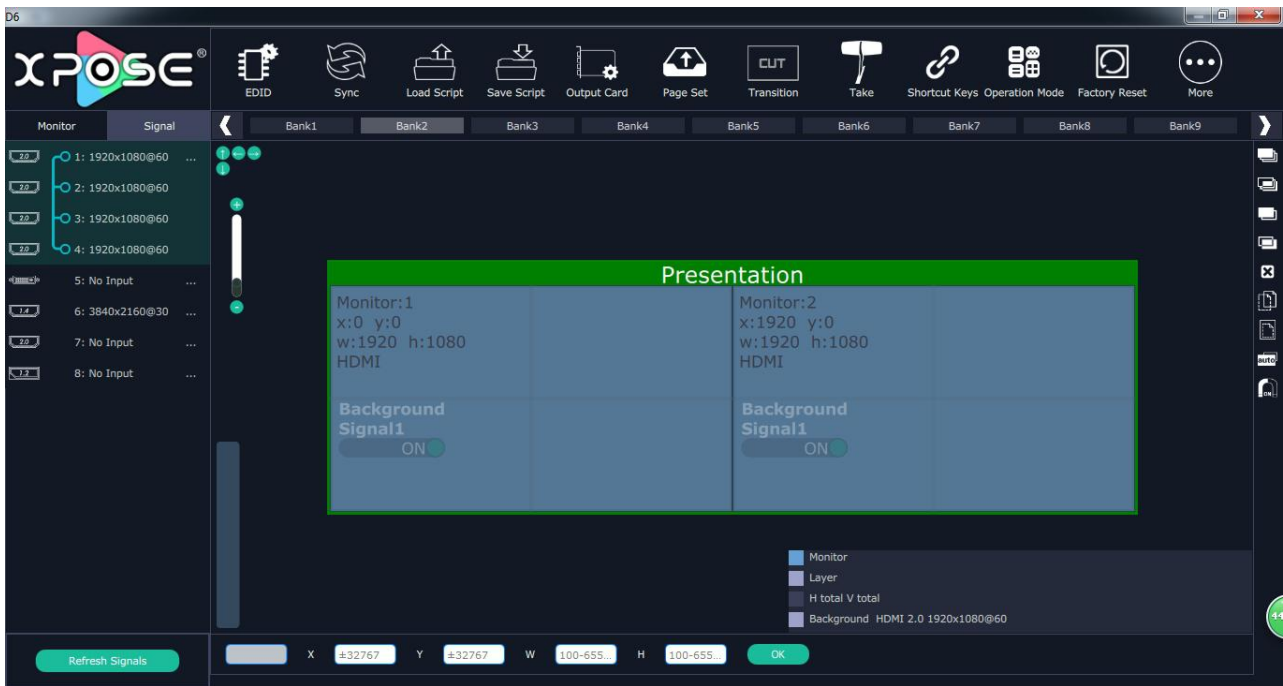 D6
XPOSE®
EDID
Sync
Load Script
Save Script
Output Card
Page Set
CUT
Transition
Take
Shortcut Keys
Operation Mode
Factory Reset
More
Monitor
Signal
Bank1
Bank2
Bank3
Bank4
Bank5
Bank6
Bank7
Bank8
Bank9
2.0 1: 1920x1080@60 ...
2.0 2: 1920x1080@60
2.0 3: 1920x1080@60
2.0 4: 1920x1080@60
5: No Input ...
1.4 6: 3840x2160@30 ...
2.0 7: No Input ...
1.2 8: No Input ...
Presentation
Monitor:1
x:0 y:0
w:1920 h:1080
HDMI
Background
Signal1
ON
Monitor:2
x:1920 y:0
w:1920 h:1080
HDMI
Background
Signal1
ON
auto
ON
Monitor
Layer
H total V total
Background HDMI 2.0 1920x1080@60
44
Refresh Signals
X ±32767 Y ±32767 W 100-655... H 100-655... OK